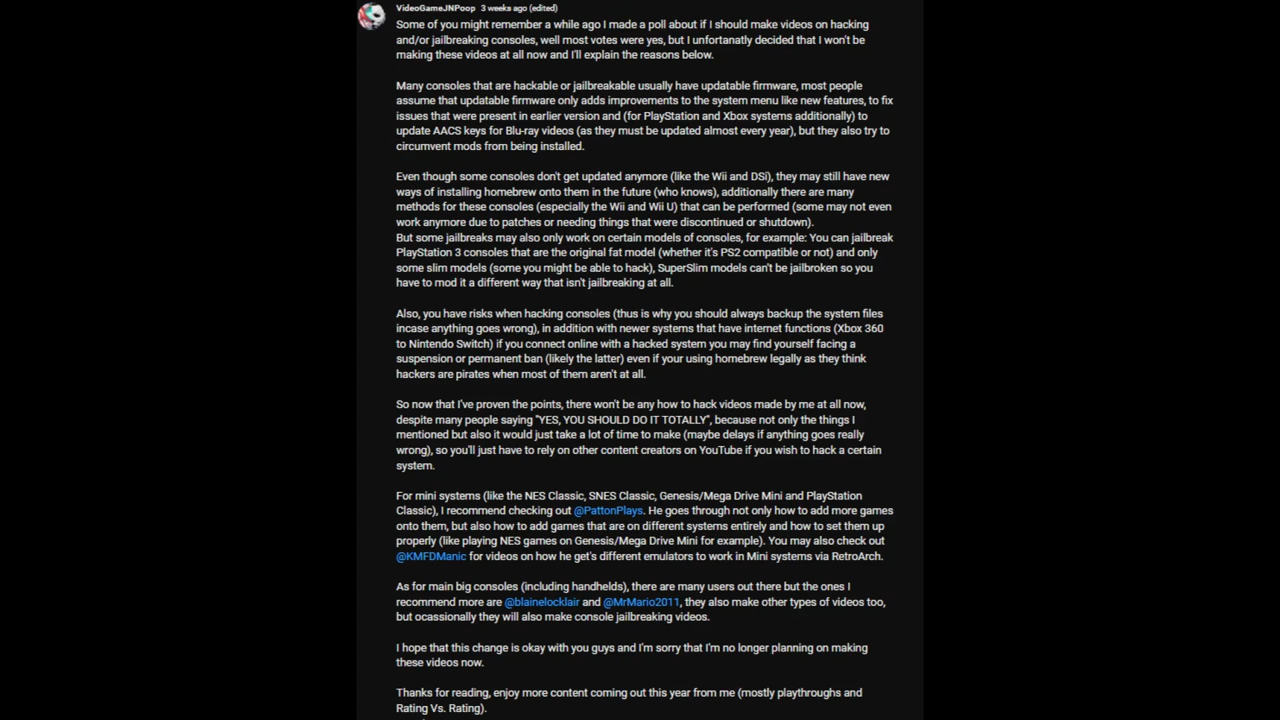 VideoGameJNPoop 3 weeks ago (edited)
Some of you might remember a while ago I made a poll about if I should make videos on hacking
and/or jailbreaking consoles, well most votes were yes, but I unfortunatly decided that I won't be
making these videos at all now and I'll explain the reasons below.
Many consoles that are hackable or jailbreakable usually have updatable firmware, most people
assume that updatable firmware only adds improvements to the system menu like new features, to fix
issues that were present in earlier version and (for PlayStation and Xbox systems additionally) to
update AACS keys for Blu-ray videos (as they must be updated almost every year), but they also try to
circumvent mods from being installed.
Even though some consoles don't get updated anymore (like the Wii and DSi), they may still have new
ways of installing homebrew onto them in the future (who knows), additionally there are many
methods for these consoles (especially the Wii and Wii U) that can be performed (some may not even
work anymore due to patches or needing things that were discontinued or shutdown).
But some jailbreaks may also only work on certain models of consoles, for example: You can jailbreak
PlayStation 3 consoles that are the original fat model (whether it's PS2 compatible or not) and only
some slim models (some you might be able to hack), SuperSlim models can't be jailbroken so you
have to mod it a different way that isn't jailbreaking at all.
Also, you have risks when hacking consoles (thus is why you should always backup the system files
incase anything goes wrong), in addition with newer systems that have internet functions (Xbox 360
to Nintendo Switch) if you connect online with a hacked system you may find yourself facing a
suspension or permanent ban (likely the latter) even if your using homebrew legally as they think
hackers are pirates when most of them aren't at all.
So now that I've proven the points, there won't be any how to hack videos made by me at all now,
despite many people saying "YES, YOU SHOULD DO IT TOTALLY", because not only the things I
mentioned but also it would just take a lot of time to make (maybe delays if anything goes really
wrong), so you'll just have to rely on other content creators on YouTube if you wish to hack a certain
system.
For mini systems (like the NES Classic, SNES Classic, Genesis/Mega Drive Mini and PlayStation
Classic), I recommend checking out @PattonPlays. He goes through not only how to add more games
onto them, but also how to add games that are on different systems entirely and how to set them up
properly (like playing NES games on Genesis/Mega Drive Mini for example). You may also check out
@KMFDManic for videos on how he get's different emulators to work in Mini systems via RetroArch.
As for main big consoles (including handhelds), there are many users out there but the ones I
recommend more are @blainelocklair and @MrMario2011, they also make other types of videos too,
but ocassionally they will also make console jailbreaking videos.
I hope that this change is okay with you guys and I'm sorry that I'm no longer planning on making
these videos now.
Thanks for reading, enjoy more content coming out this year from me (mostly playthroughs and
Rating Vs. Rating).